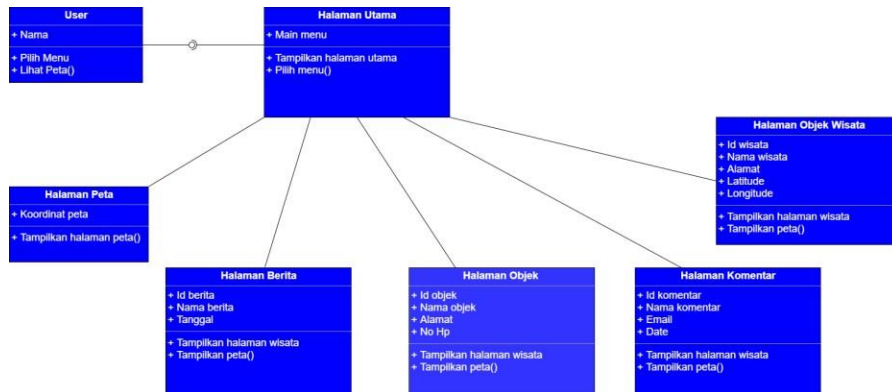 User
+ Nama
+ Pilih Menu
+ Lihat Peta()
Halaman Utama
+ Main menu
+ Tampilkan halaman utama
+ Pilih menu()
Halaman Objek Wisata
+ Id wisata
+ Nama wisata
+ Alamat
+ Latitude
+ Longitude
+ Tampilkan halaman wisata
+ Tampilkan peta()
Halaman Peta
+ Koordinat peta
+ Tampilkan halaman peta()
Halaman Berita
+ Id berita
+ Nama berita
+ Tanggal
+ Tampilkan halaman wisata
+ Tampilkan peta()
Halaman Objek
+ Id objek
+ Nama objek
+ Alamat
+ No Hp
+ Tampilkan halaman wisata
+ Tampilkan peta()
Halaman Komentar
+ Id komentar
+ Nama komentar
+ Email
+ Date
+ Tampilkan halaman wisata
+ Tampilkan peta()